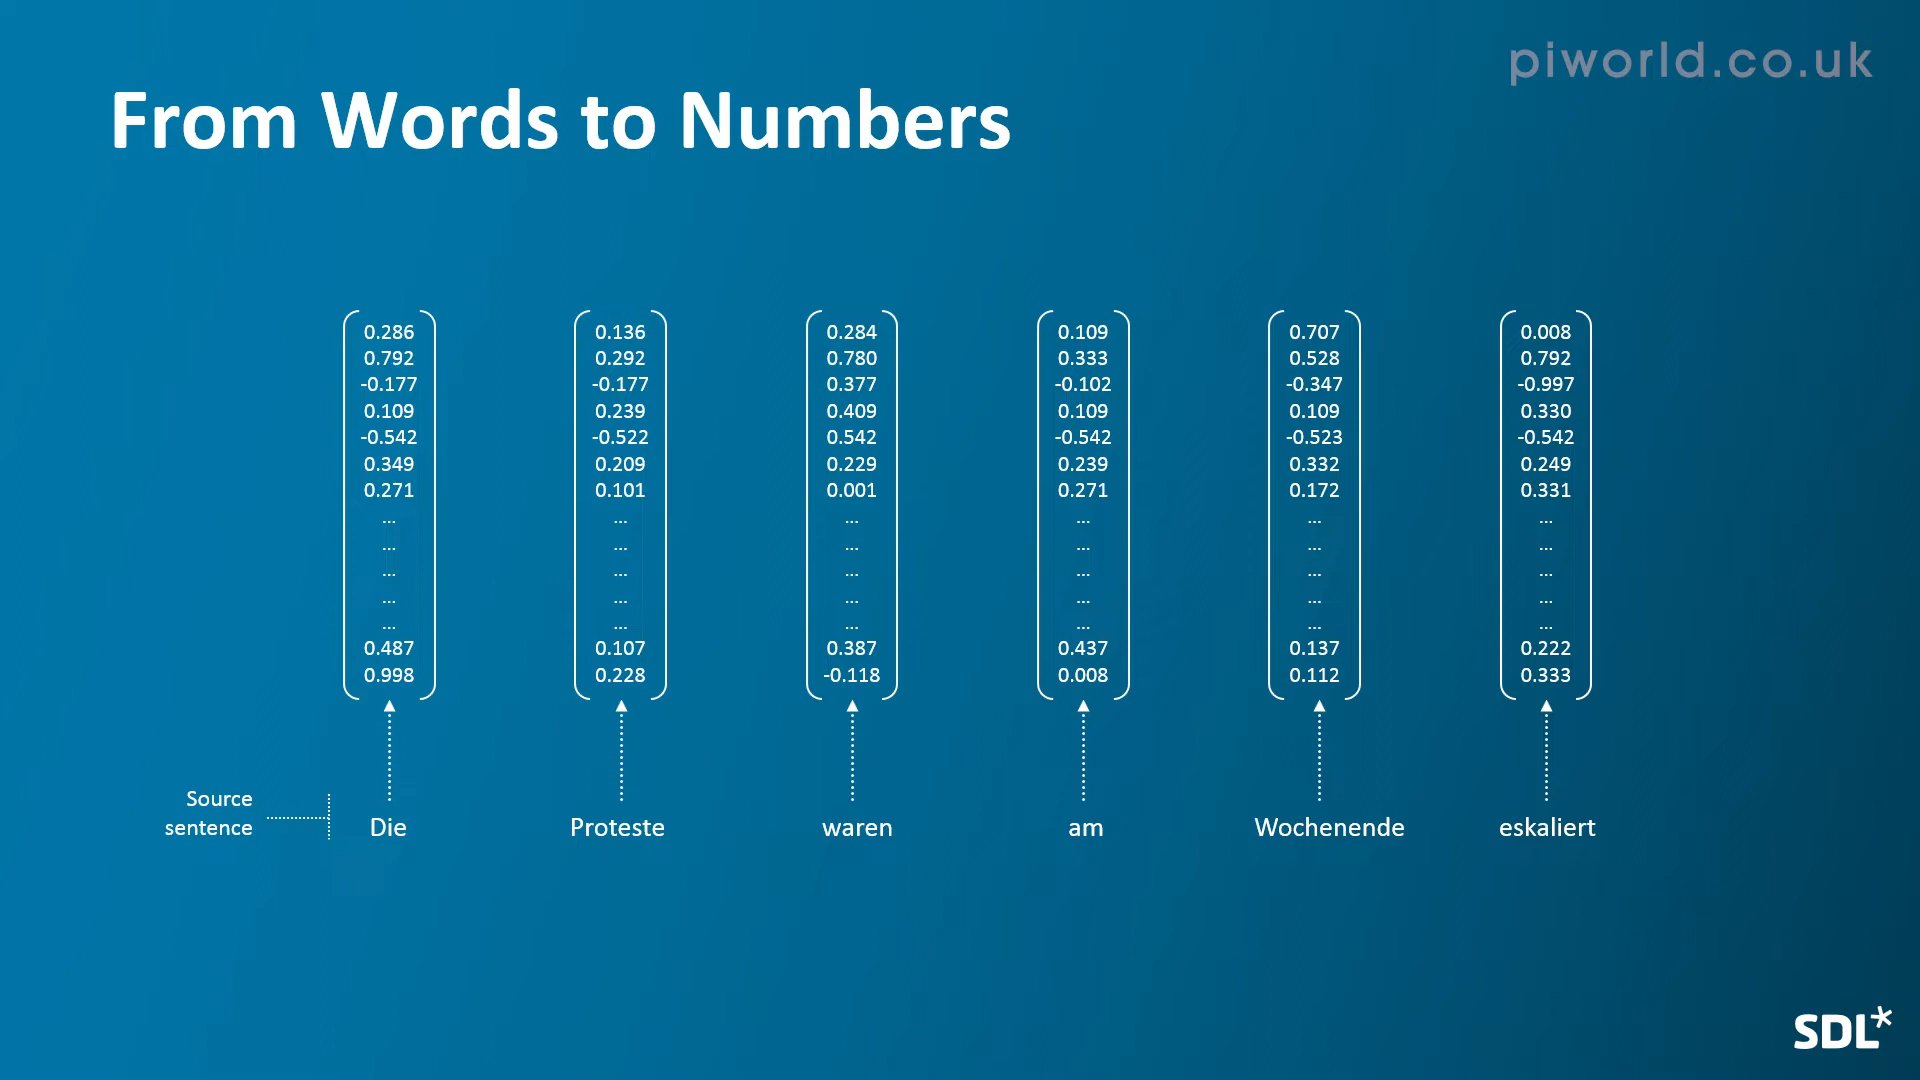 piworld.co.uk
From Words to Numbers
0.286 0.136 0.284 0.109 0.707 0.008
0.792 0.292 0.780 0.333 0.528 0.792
-0.177 -0.177 0.377 -0.102 -0.347 -0.997
0.109 0.239 0.409 0.109 0.109 0.330
-0.542 -0.522 0.542 -0.542 -0.523 -0.542
0.349 0.209 0.229 0.239 0.332 0.249
0.271 0.101 0.001 0.271 0.172 0.331
... ... ... ... ... ...
... ... ... ... ... ...
... ... ... ... ... ...
... ... ... ... ... ...
... ... ... ... ... ...
0.487 0.107 0.387 0.437 0.137 0.222
0.998 0.228 -0.118 0.008 0.112 0.333
Source
sentence
Die Proteste waren am Wochenende eskaliert
SDL*